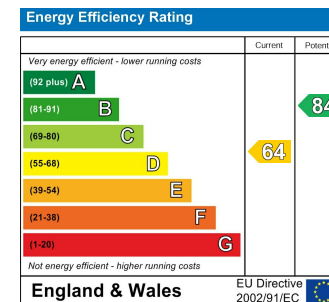 Energy Efficiency Rating
Current Potent
Very energy efficient - lower running costs
(92 plus) A
(81-91) B
84
(69-80) C
64
(55-68) D
(39-54) E
(21-38) F
(1-20) G
Not energy efficient - higher running costs
England & Wales
EU Directive
2002/91/EC